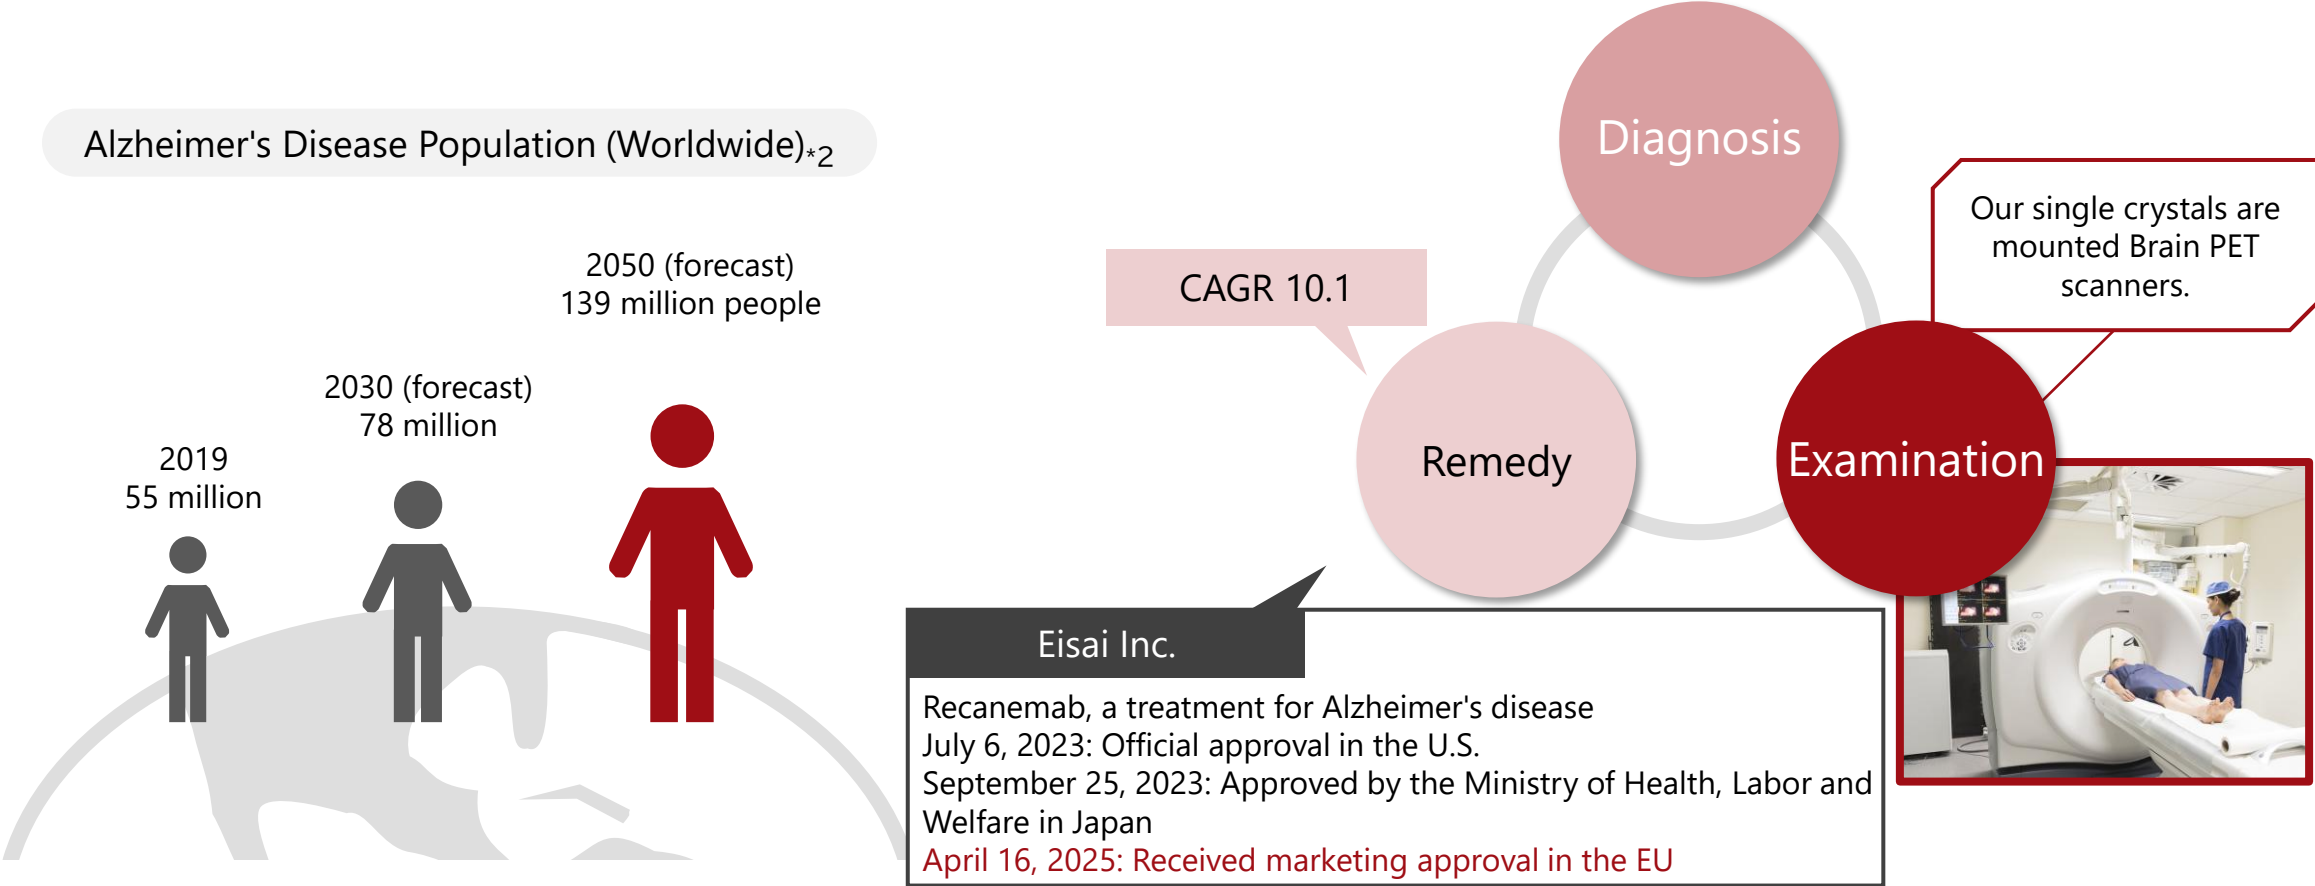 Alzheimer's Disease Population (Worldwide)*2
2019
55 million
2030 (forecast)
78 million
2050 (forecast)
139 million people
Diagnosis
Our single crystals are
mounted Brain PET
scanners.
CAGR 10.1
Remedy
Examination
Eisai Inc.
Recanemab, a treatment for Alzheimer's disease
July 6, 2023: Official approval in the U.S.
September 25, 2023: Approved by the Ministry of Health, Labor and
Welfare in Japan
April 16, 2025: Received marketing approval in the EU